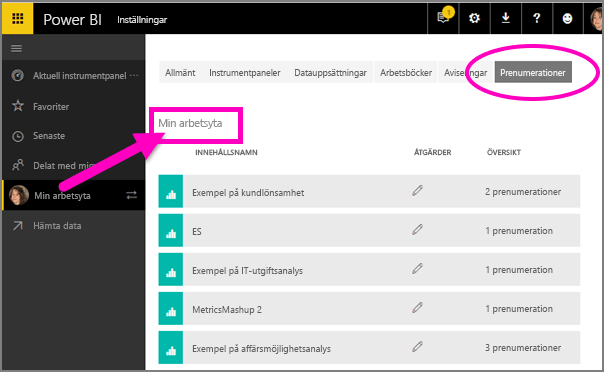 Power BI Inställningar
1
?
Aktuell instrumentpanel ...
Favoriter
Senaste
Delat med mig
Min arbetsyta
Hämta data
Allmänt Instrumentpaneler Datauppsättningar Arbetsböcker Aviseringar Prenumerationer
Min arbetsyta
INNEHÅLLSNAMN ÅTGÄRDER ÖVERSIKT
Exempel på kundlönsamhet 2 prenumerationer
ES 1 prenumeration
Exempel på IT-utgiftsanalys 1 prenumeration
MetricsMashup 2 1 prenumeration
Exempel på affärsmöjlighetsanalys 3 prenumerationer